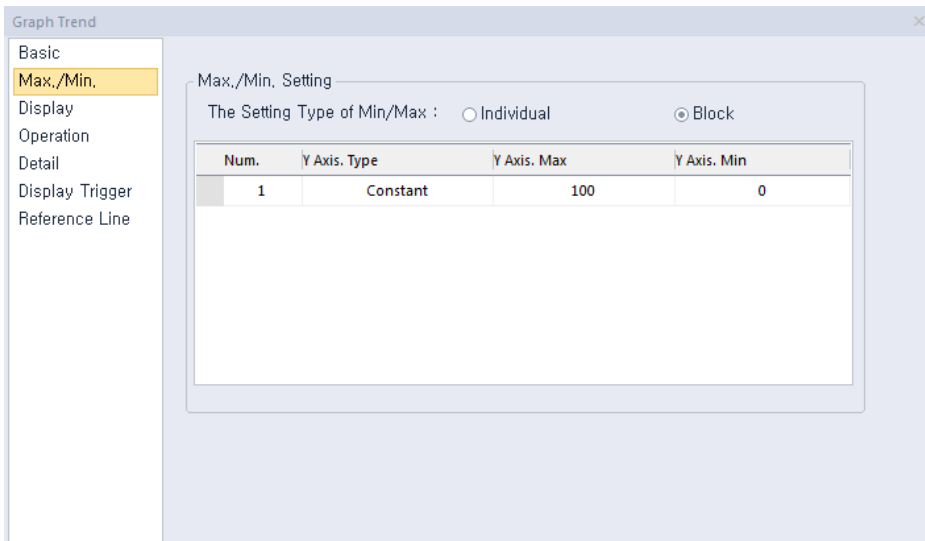 Graph Trend
Basic
Max,/Min,
Display
Operation
Detail
Display Trigger
Reference Line
Max,/Min, Setting
The Setting Type of Min/Max : Individual Block
Num. Y Axis. Type Y Axis. Max Y Axis. Min
1 Constant 100 0